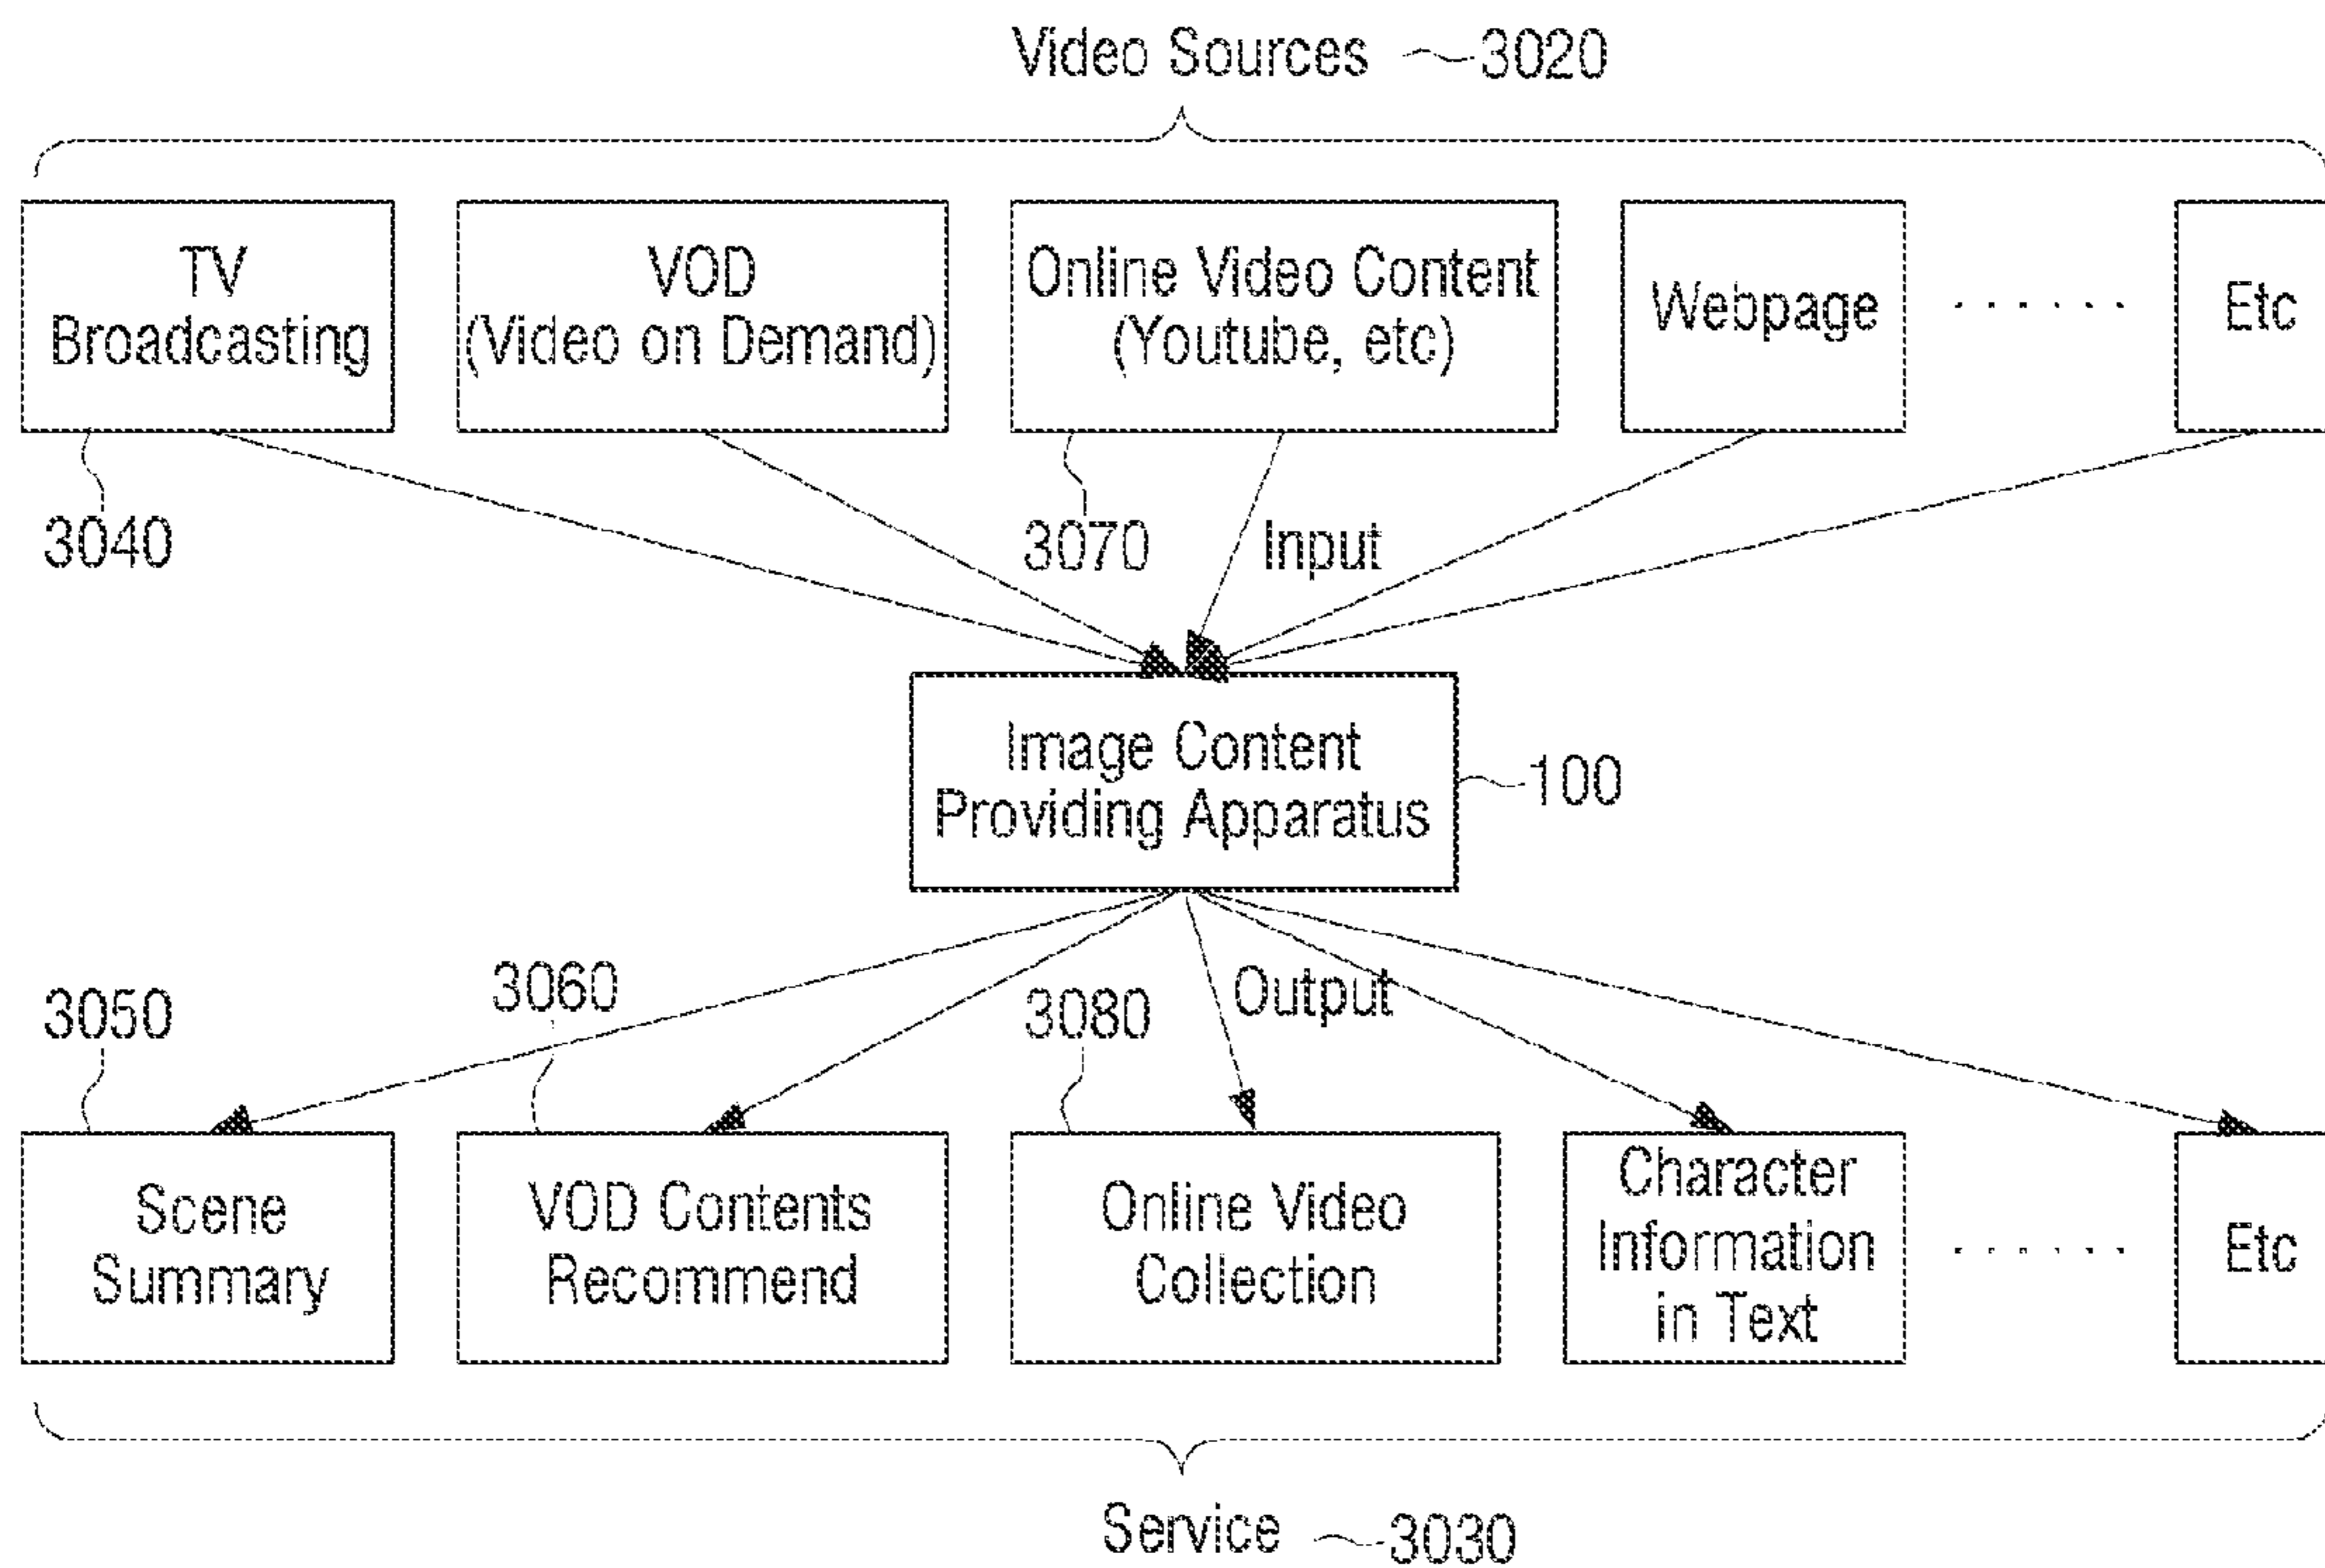 Video Sources 3020
TV
Broadcasting
VOD
(Video on Demand)
Online Video Content
(Youtube, etc)
Webpage
Etc
3040
3070
Input
Image Content
Providing Apparatus
100
3050
3060
3080
Output
Scene
Summary
VOD Contents
Recommend
Online Video
Collection
Character
Information
in Text
Etc
Service 3030